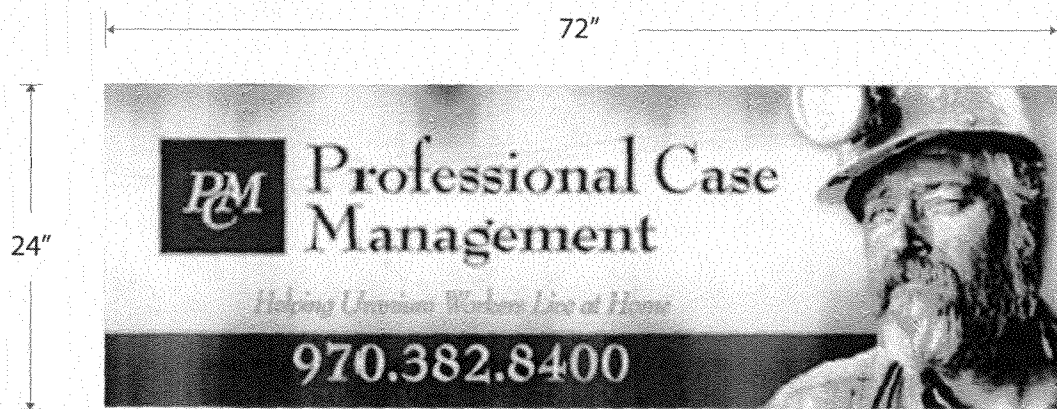 72"
24"
PCM
Professional Case
Management
Helping Uranium Workers Live at Home
970.382.8400